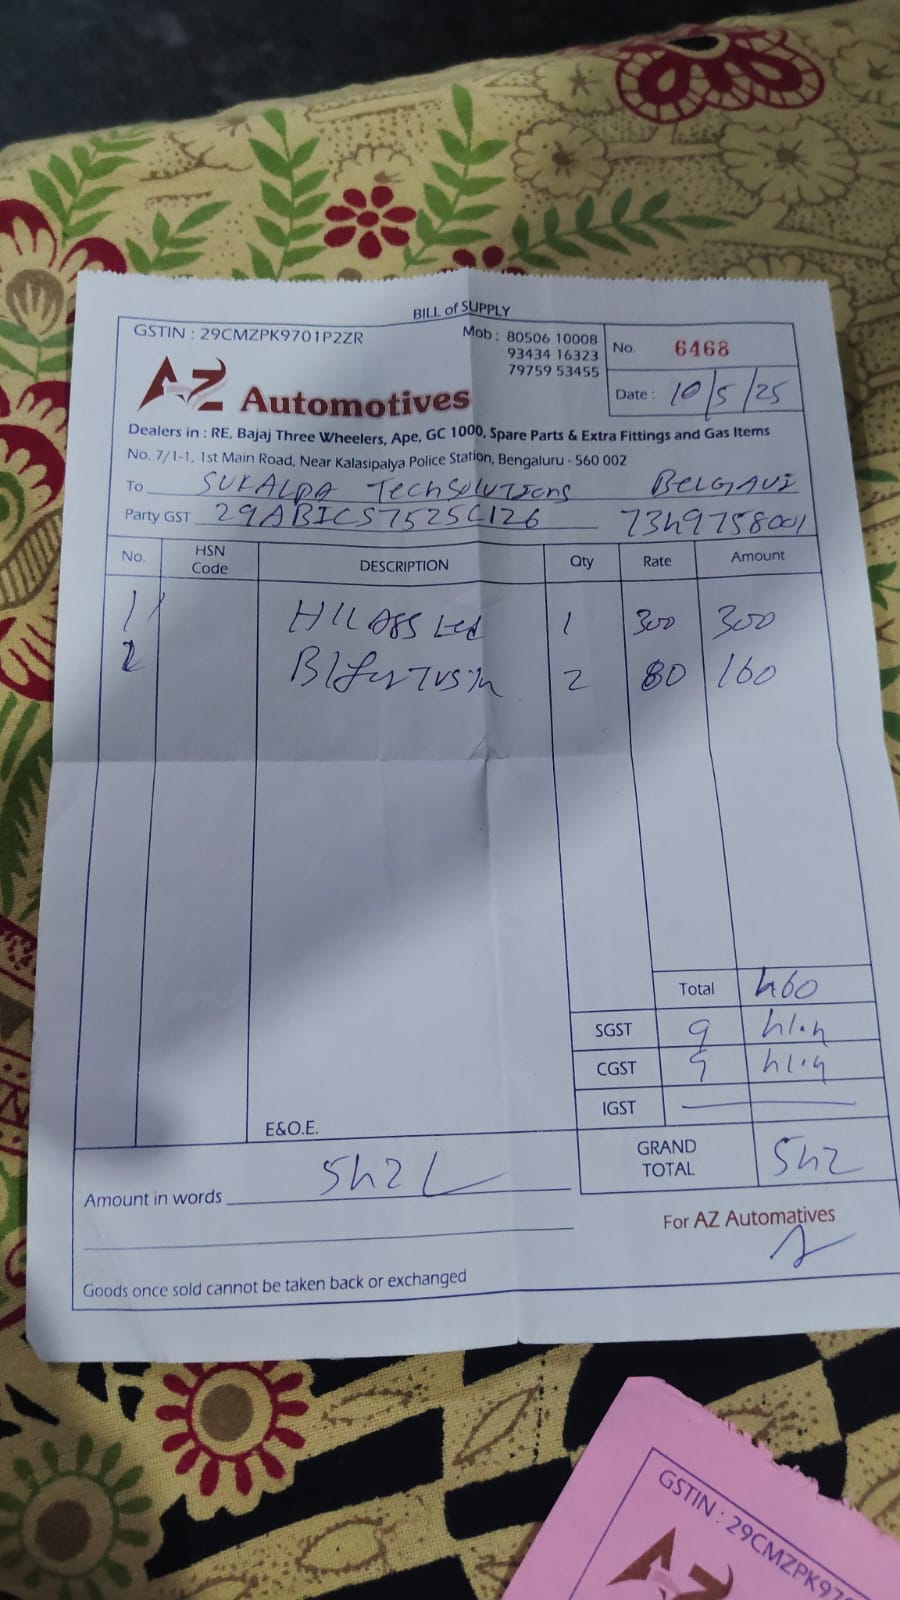 BILL of SUPPLY
GSTIN : 29CMZPK9701P2ZR
Mob : 80506 10008
93434 16323
79759 53455
No. 6468
Date : 10/5/25
AZ Automotives
Dealers in : RE, Bajaj Three Wheelers, Ape, GC 1000, Spare Parts & Extra Fittings and Gas Items
No. 7/1-1, 1st Main Road, Near Kalasipalya Police Station, Bengaluru - 560 002
To SUKALPA TechSolutions BELGAVI
Party GST 29ABICS7525C1Z6 7349758001
No. HSN Code DESCRIPTION Qty Rate Amount
1 Led 1 300 300
2 2 80 160
Total 460
SGST 9 41.4
CGST 9 41.4
IGST
E&O.E.
GRAND TOTAL 542
Amount in words 542
For AZ Automatives
Goods once sold cannot be taken back or exchanged
GSTIN : 29CMZPK97
AZ